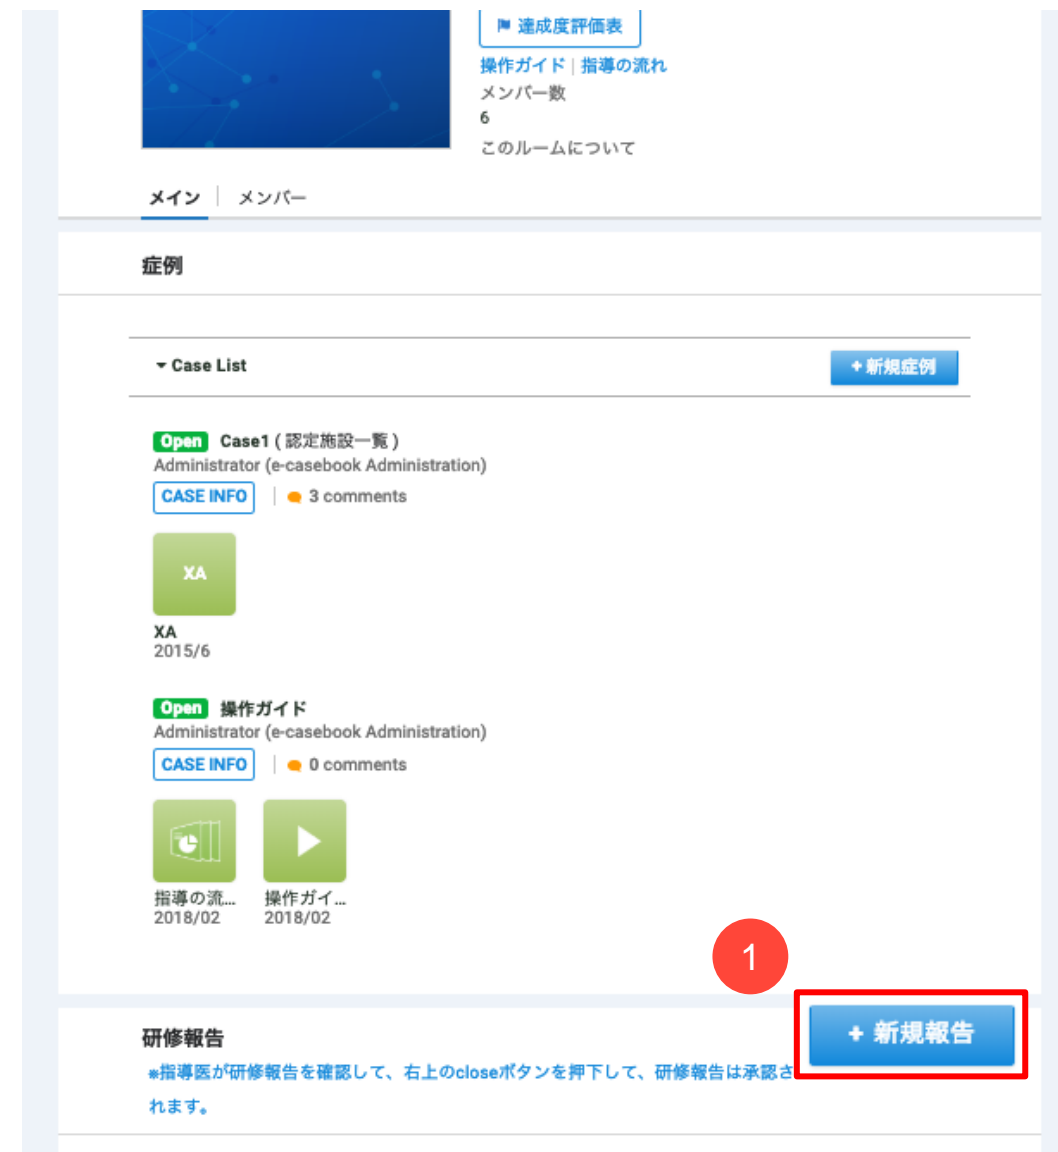 達成度評価表
操作ガイド | 指導の流れ
メンバー数
6
このルームについて
メイン | メンバー
症例
Case List
+ 新規症例
Open Case1 ( 認定施設一覧 )
Administrator (e-casebook Administration)
CASE INFO | 3 comments
XA
XA
2015/6
Open 操作ガイド
Administrator (e-casebook Administration)
CASE INFO | 0 comments
指導の流... 操作ガイ...
2018/02 2018/02
1
+ 新規報告
研修報告
※指導医が研修報告を確認して、右上のcloseボタンを押下して、研修報告は承認さ
れます。